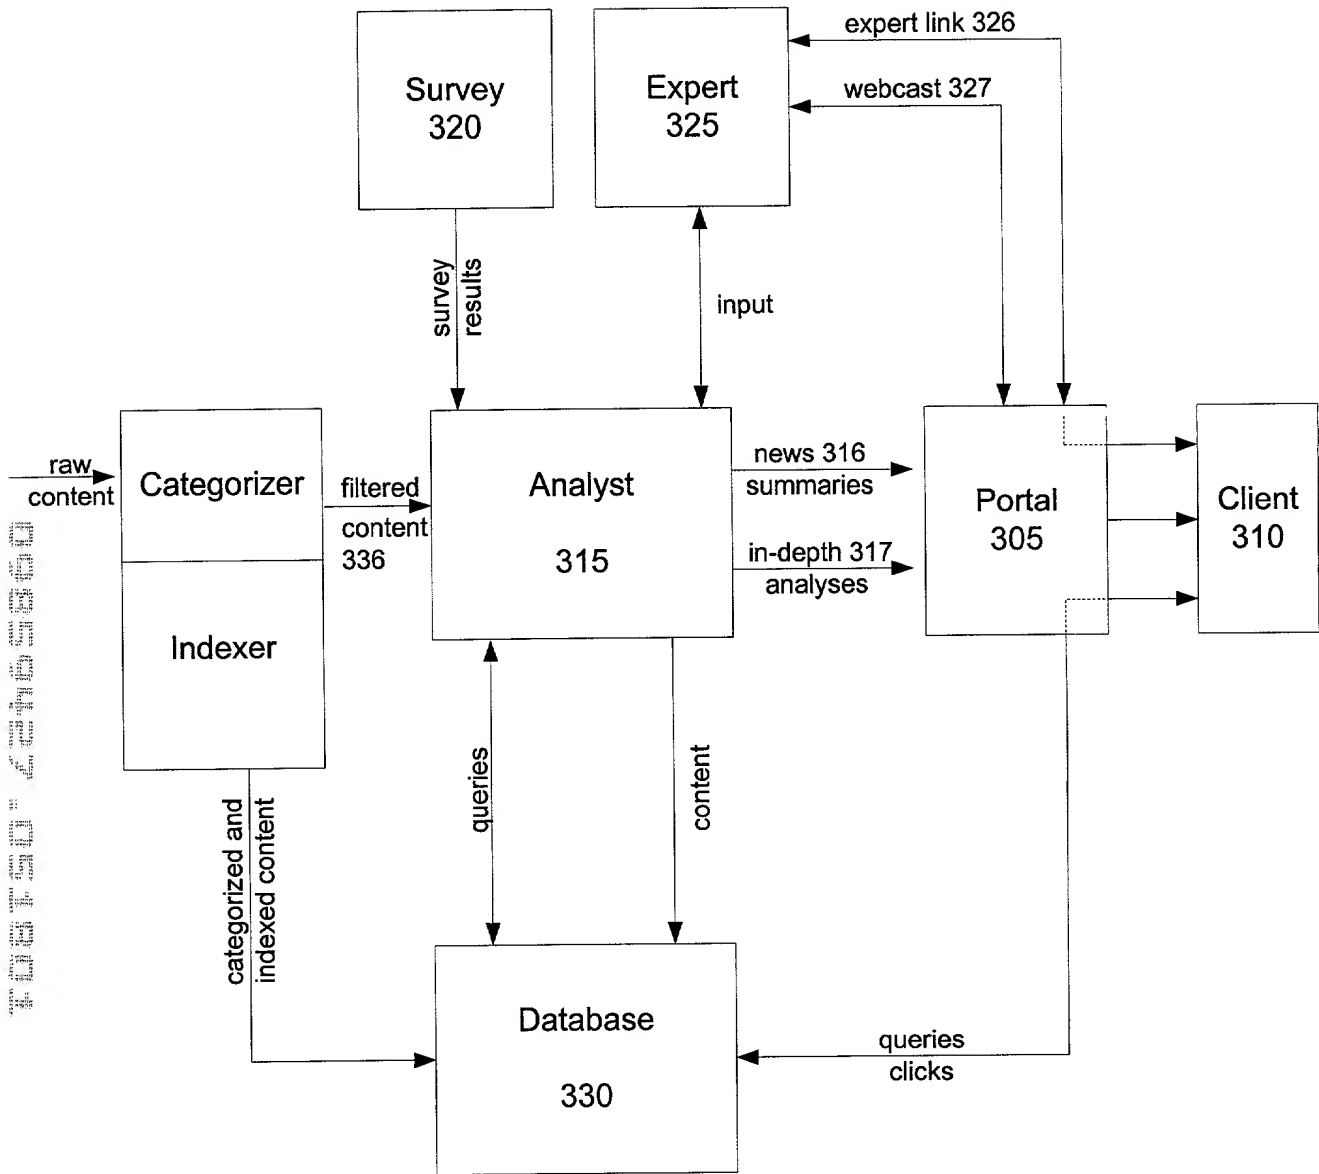 expert link 326
webcast 327
Survey
320
Expert
325
survey
results
input
raw
content
Categorizer
filtered
content
336
Analyst
315
news 316
summaries
in-depth 317
analyses
Portal
305
Client
310
Indexer
queries
content
categorized and
indexed content
Database
330
queries
clicks